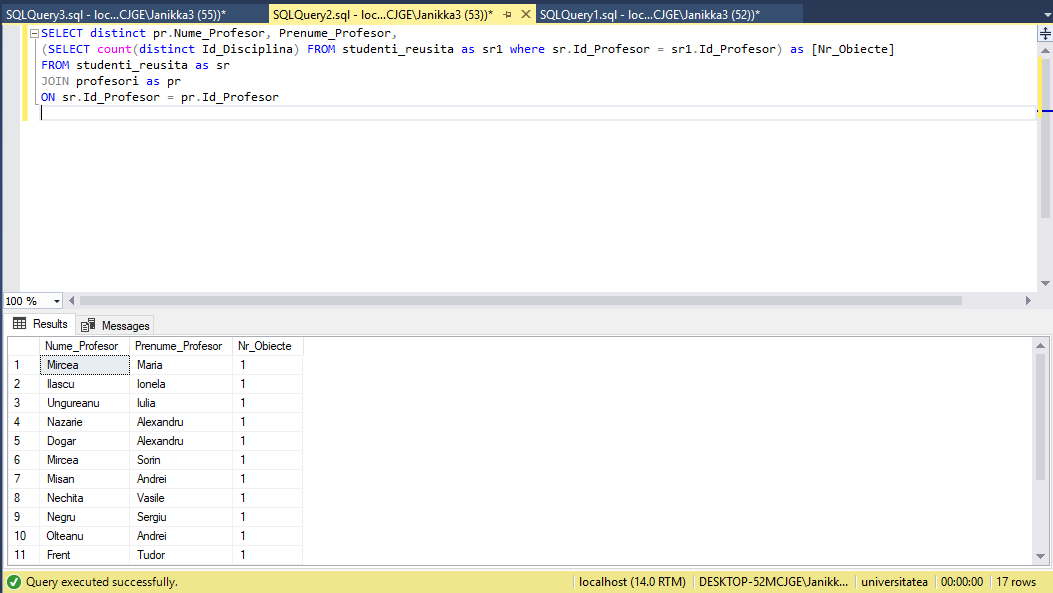 SQLQuery3.sql - loc...CJGE\Janikka3 (55))* SQLQuery2.sql - loc...CJGE\Janikka3 (53))* SQLQuery1.sql - loc...CJGE\Janikka3 (52))*
SELECT distinct pr.Nume_Profesor, Prenume_Profesor,
(SELECT count(distinct Id_Disciplina) FROM studenti_reusita as sr1 where sr.Id_Profesor = sr1.Id_Profesor) as [Nr_Obiecte]
FROM studenti_reusita as sr
JOIN profesori as pr
ON sr.Id_Profesor = pr.Id_Profesor
100 %
Results Messages
Nume_Profesor Prenume_Profesor Nr_Obiecte
1 Mircea Maria 1
2 Ilascu Ionela 1
3 Ungureanu Iulia 1
4 Nazarie Alexandru 1
5 Dogar Alexandru 1
6 Mircea Sorin 1
7 Misan Andrei 1
8 Nechita Vasile 1
9 Negru Sergiu 1
10 Olteanu Andrei 1
11 Frent Tudor 1
Query executed successfully. localhost (14.0 RTM) DESKTOP-52MCJGE\Janikk... universitatea 00:00:00 17 rows